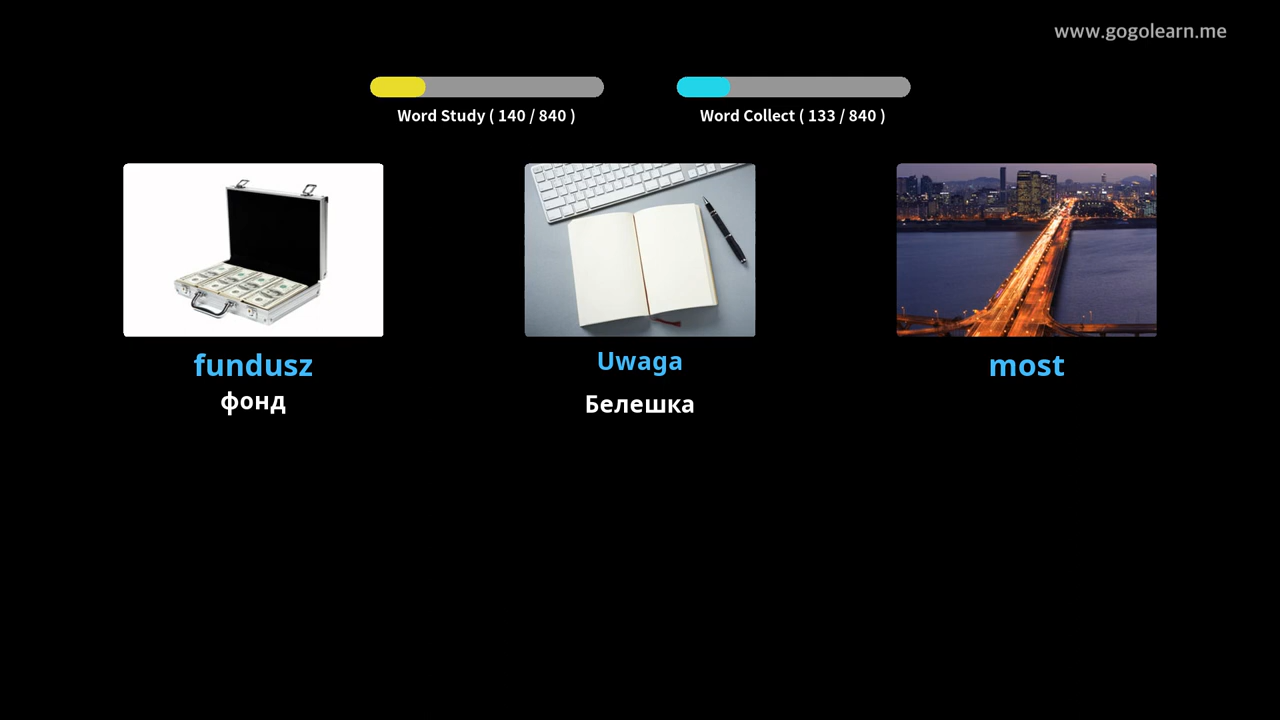 www.gogolearn.me
Word Study ( 140 / 840 )
Word Collect ( 133 / 840 )
fundusz
фонд
Uwaga
Белешка
most